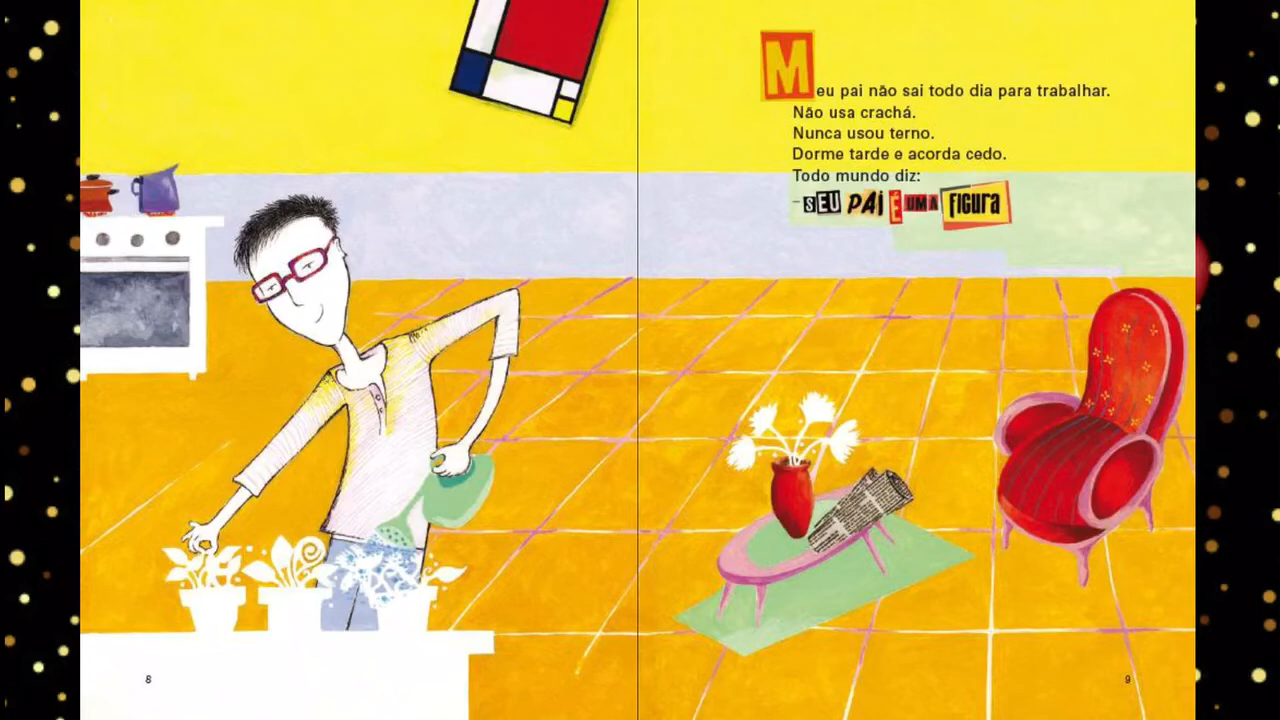 Meu pai não sai todo dia para trabalhar.
Não usa crachá.
Nunca usou terno.
Dorme tarde e acorda cedo.
Todo mundo diz:
– SEU PAi É UMA FIGURA
8
9